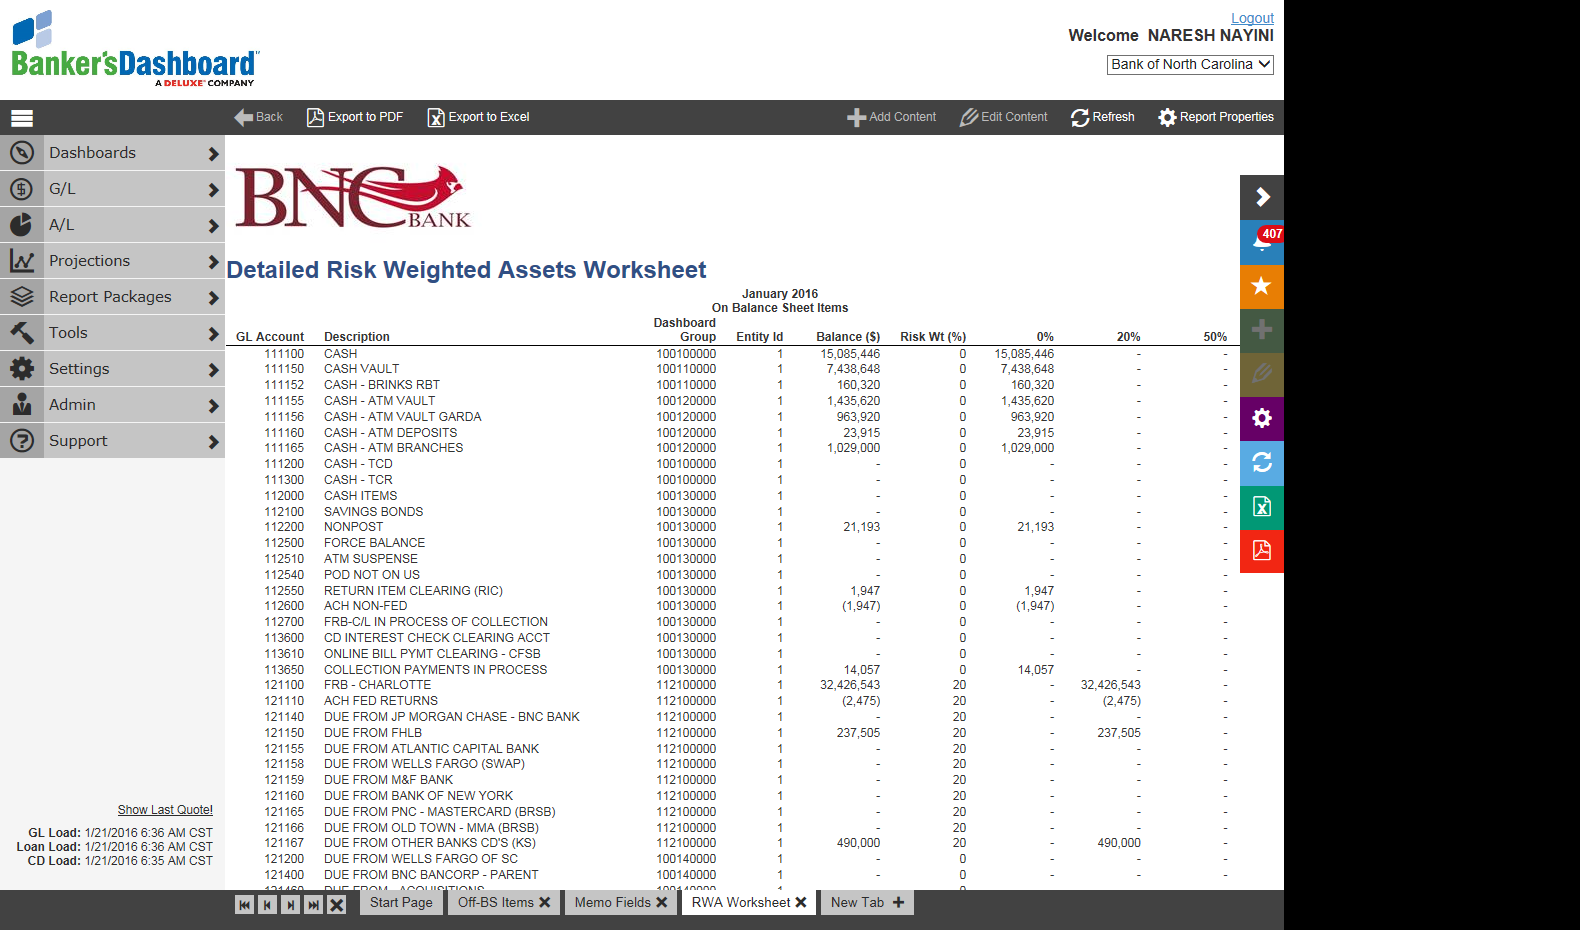 Logout
Banker'sDashboard
A DELUXE COMPANY
Welcome NARESH NAYINI
Bank of North Carolina
Back Export to PDF Export to Excel Add Content Edit Content Refresh Report Properties
Dashboards
G/L
A/L
Projections
Report Packages
Tools
Settings
Admin
Support
BNC BANK
407
Detailed Risk Weighted Assets Worksheet
January 2016
On Balance Sheet Items
GL Account Description Dashboard Group Entity Id Balance ($) Risk Wt (%) 0% 20% 50%
111100 CASH 100100000 1 15,085,446 0 15,085,446 - -
111150 CASH VAULT 100110000 1 7,438,648 0 7,438,648 - -
111152 CASH - BRINKS RBT 100110000 1 160,320 0 160,320 - -
111155 CASH - ATM VAULT 100120000 1 1,435,620 0 1,435,620 - -
111156 CASH - ATM VAULT GARDA 100120000 1 963,920 0 963,920 - -
111160 CASH - ATM DEPOSITS 100120000 1 23,915 0 23,915 - -
111165 CASH - ATM BRANCHES 100120000 1 1,029,000 0 1,029,000 - -
111200 CASH - TCD 100100000 1 - 0 - - -
111300 CASH - TCR 100100000 1 - 0 - - -
112000 CASH ITEMS 100130000 1 - 0 - - -
112100 SAVINGS BONDS 100130000 1 - 0 - - -
112200 NONPOST 100130000 1 21,193 0 21,193 - -
112500 FORCE BALANCE 100130000 1 - 0 - - -
112510 ATM SUSPENSE 100130000 1 - 0 - - -
112540 POD NOT ON US 100130000 1 - 0 - - -
112550 RETURN ITEM CLEARING (RIC) 100130000 1 1,947 0 1,947 - -
112600 ACH NON-FED 100130000 1 (1,947) 0 (1,947) - -
112700 FRB-C/L IN PROCESS OF COLLECTION 100130000 1 - 0 - - -
113600 CD INTEREST CHECK CLEARING ACCT 100130000 1 - 0 - - -
113610 ONLINE BILL PYMT CLEARING - CFSB 100130000 1 - 0 - - -
113650 COLLECTION PAYMENTS IN PROCESS 100130000 1 14,057 0 14,057 - -
121100 FRB - CHARLOTTE 112100000 1 32,426,543 20 - 32,426,543 -
121110 ACH FED RETURNS 112100000 1 (2,475) 20 - (2,475) -
121140 DUE FROM JP MORGAN CHASE - BNC BANK 112100000 1 - 20 - - -
121150 DUE FROM FHLB 112100000 1 237,505 20 - 237,505 -
121155 DUE FROM ATLANTIC CAPITAL BANK 112100000 1 - 20 - - -
121158 DUE FROM WELLS FARGO (SWAP) 112100000 1 - 20 - - -
121159 DUE FROM M&F BANK 112100000 1 - 20 - - -
121160 DUE FROM BANK OF NEW YORK 112100000 1 - 20 - - -
121165 DUE FROM PNC - MASTERCARD (BRSB) 112100000 1 - 20 - - -
121166 DUE FROM OLD TOWN - MMA (BRSB) 112100000 1 - 20 - - -
121167 DUE FROM OTHER BANKS CD'S (KS) 112100000 1 490,000 20 - 490,000 -
121200 DUE FROM WELLS FARGO OF SC 100140000 1 - 0 - - -
121400 DUE FROM BNC BANCORP - PARENT 100140000 1 - 0 - - -
121460 DUE FROM - ACQUISITIONS 100140000 1 - 0 - - -
Show Last Quote!
GL Load: 1/21/2016 6:36 AM CST
Loan Load: 1/21/2016 6:36 AM CST
CD Load: 1/21/2016 6:35 AM CST
Start Page Off-BS Items Memo Fields RWA Worksheet New Tab